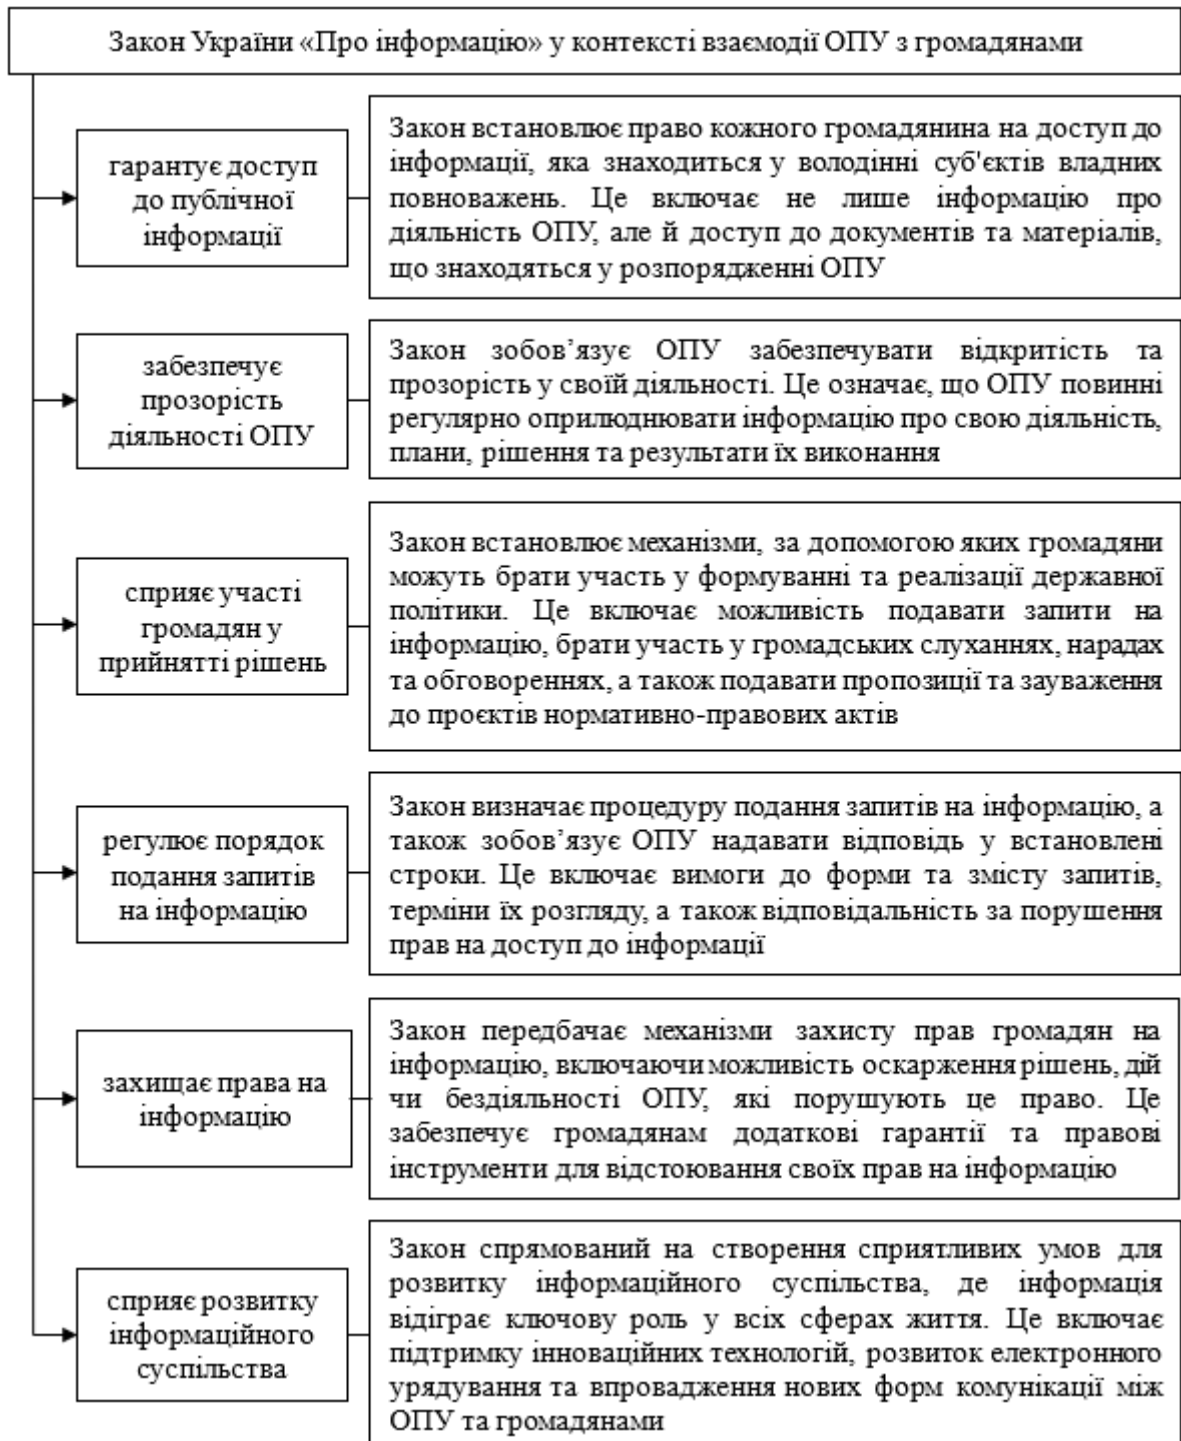 Закон України «Про інформацію» у контексті взаємодії ОПУ з громадянами
гарантує доступ
до публічної
інформації
Закон встановлює право кожного громадянина на доступ до
інформації, яка знаходиться у володінні суб'єктів владних
повноважень. Це включає не лише інформацію про
діяльність ОПУ, але й доступ до документів та матеріалів,
що знаходяться у розпорядженні ОПУ
забезпечує
прозорість
діяльності ОПУ
Закон зобов’язує ОПУ забезпечувати відкритість та
прозорість у своїй діяльності. Це означає, що ОПУ повинні
регулярно оприлюднювати інформацію про свою діяльність,
плани, рішення та результати їх виконання
сприяє участі
громадян у
прийнятті рішень
Закон встановлює механізми, за допомогою яких громадяни
можуть брати участь у формуванні та реалізації державної
політики. Це включає можливість подавати запити на
інформацію, брати участь у громадських слуханнях, нарадах
та обговореннях, а також подавати пропозиції та зауваження
до проєктів нормативно-правових актів
регулює порядок
подання запитів
на інформацію
Закон визначає процедуру подання запитів на інформацію, а
також зобов’язує ОПУ надавати відповідь у встановлені
строки. Це включає вимоги до форми та змісту запитів,
терміни їх розгляду, а також відповідальність за порушення
прав на доступ до інформації
захищає права на
інформацію
Закон передбачає механізми захисту прав громадян на
інформацію, включаючи можливість оскарження рішень, дій
чи бездіяльності ОПУ, які порушують це право. Це
забезпечує громадянам додаткові гарантії та правові
інструменти для відстоювання своїх прав на інформацію
сприяє розвитку
інформаційного
суспільства
Закон спрямований на створення сприятливих умов для
розвитку інформаційного суспільства, де інформація
відіграє ключову роль у всіх сферах життя. Це включає
підтримку інноваційних технологій, розвиток електронного
урядування та впровадження нових форм комунікації між
ОПУ та громадянами